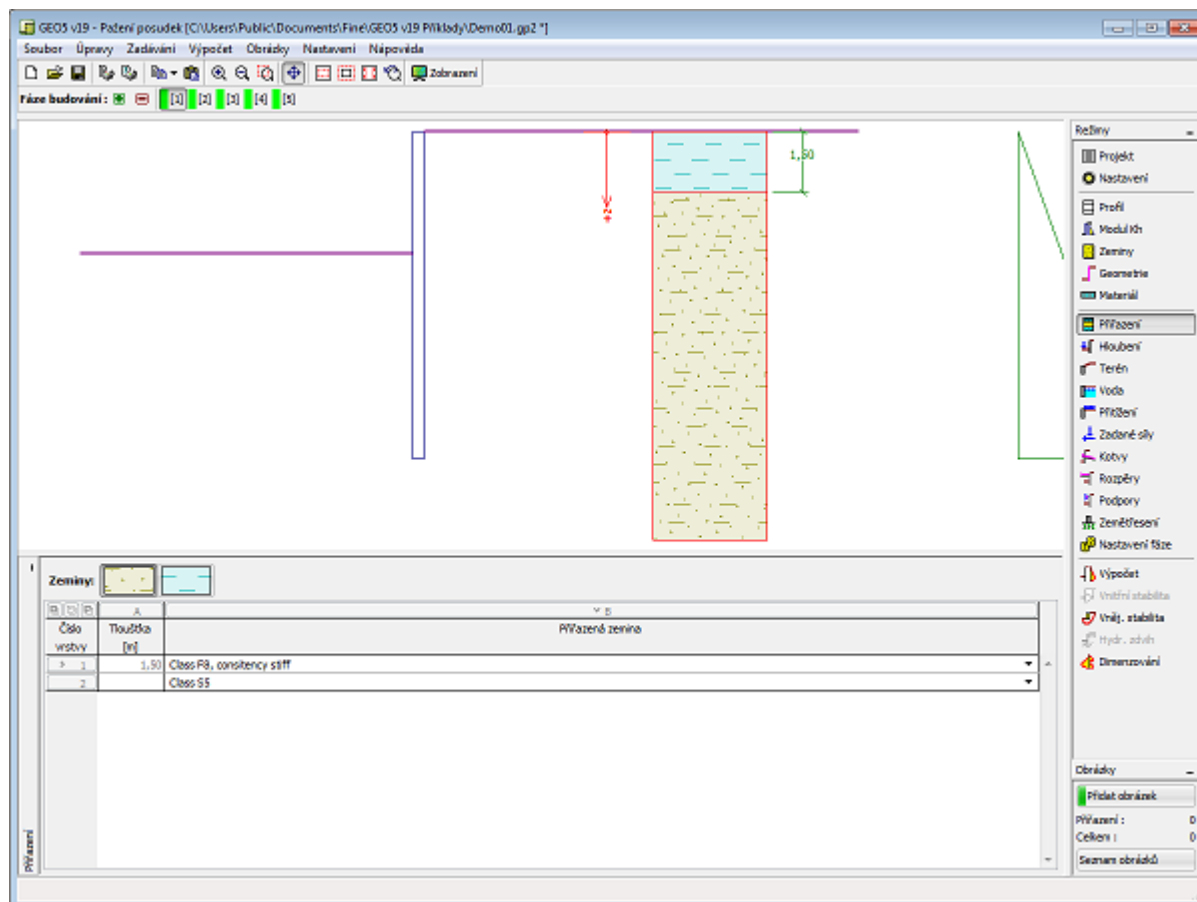 GEO5 v19 - Pažení posudek [C:\Users\Public\Documents\Fine\GEO5 v19 Příklady\Demo01.gp2 *]
Soubor Úpravy Zadávání Výpočet Obrázky Nastavení Nápověda
Zobrazení
Fáze budování : [1] [2] [3] [4] [5]
1,50
+z
Režimy
Projekt
Nastavení
Profil
Modul Kh
Zeminy
Geometrie
Materiál
Přiřazení
Hloubení
Terén
Voda
Přitížení
Zadané síly
Kotvy
Rozpěry
Podpory
Zemětřesení
Nastavení fáze
Výpočet
Vnitřní stabilita
Vněj. stabilita
Hydr. zdvih
Dimenzování
Obrázky
Přidat obrázek
Přiřazení : 0
Celkem : 0
Seznam obrázků
Přiřazení
Zeminy:
A B
Číslo vrstvy Tloušťka [m] Přiřazená zemina
1 1,50 Class F8, consitency stiff
2 Class S5